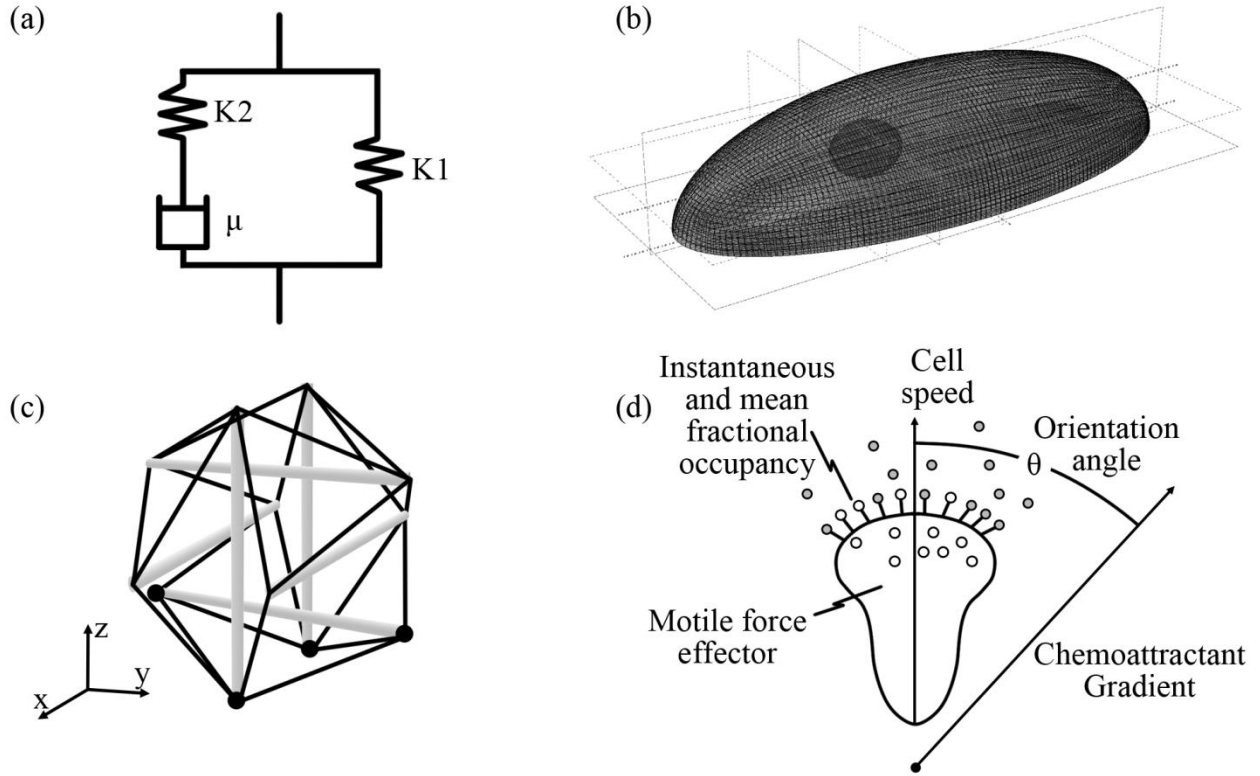 (a)
K2
K1
μ
(b)
(c)
z
y
x
(d)
Instantaneous
and mean
fractional
occupancy
Cell
speed
Orientation
angle
θ
Motile force
effector
Chemoattractant
Gradient